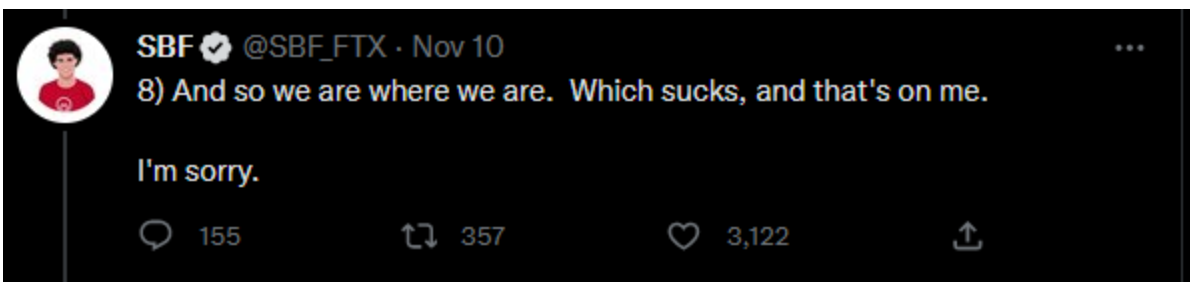 SBF @SBF_FTX · Nov 10
8) And so we are where we are.  Which sucks, and that's on me.
I'm sorry.
155 357 3,122